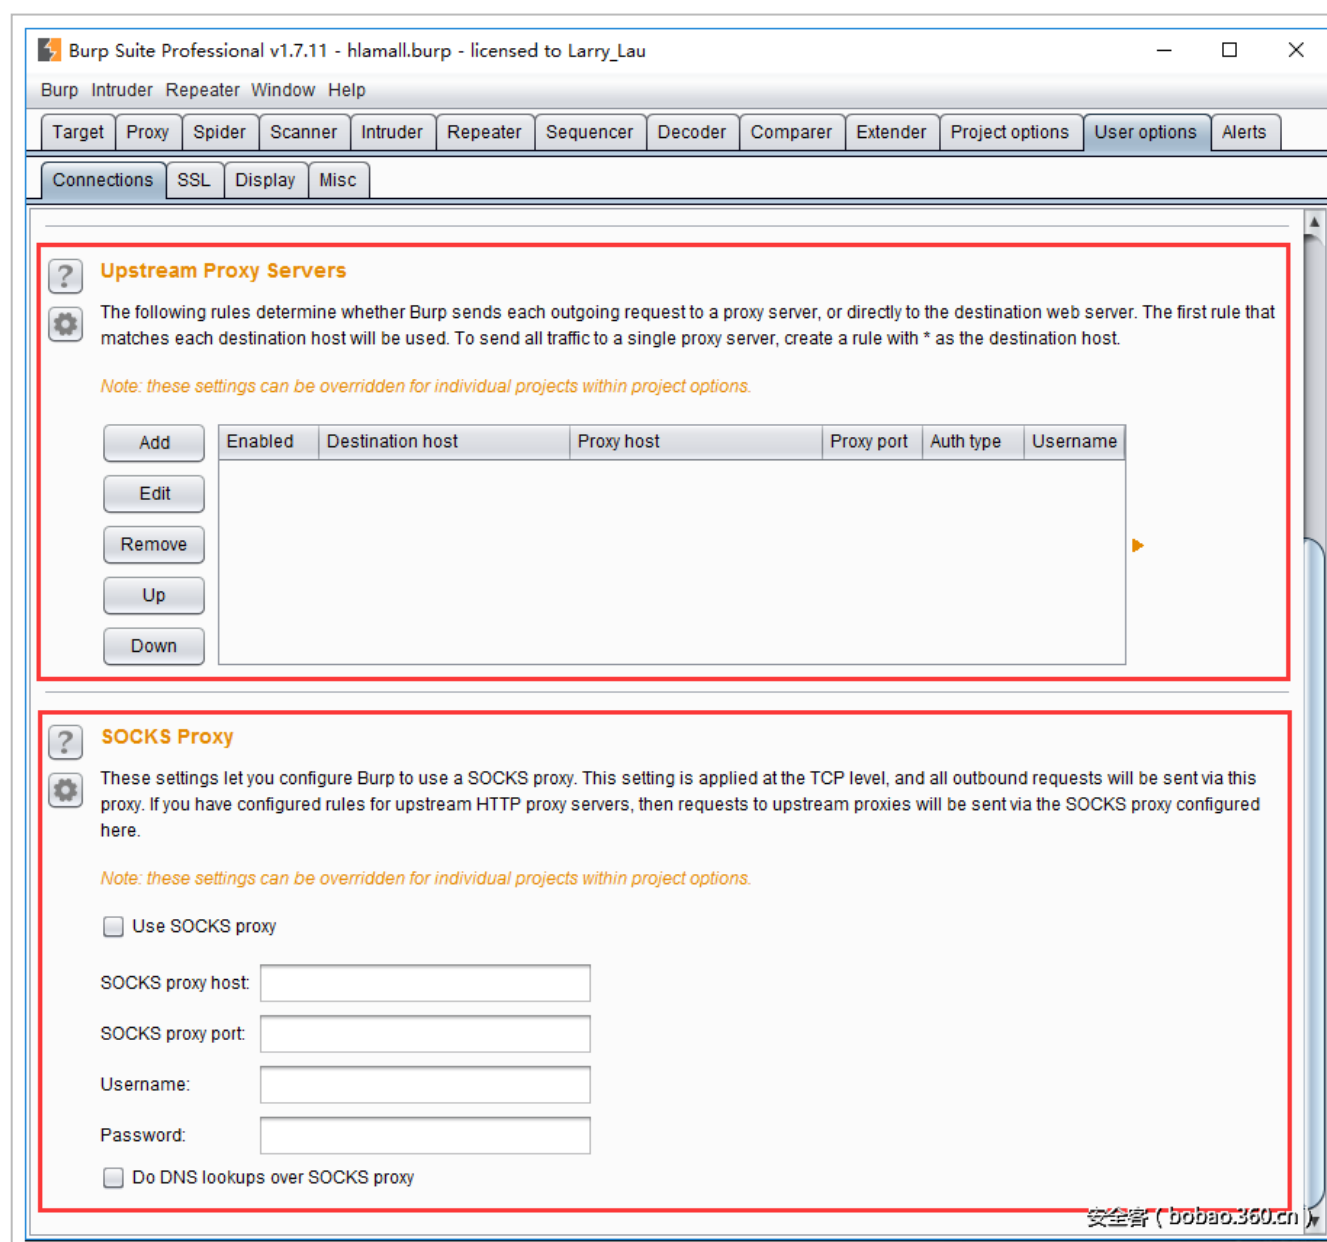 Burp Suite Professional v1.7.11 - hlamall.burp - licensed to Larry_Lau
Burp Intruder Repeater Window Help
Target Proxy Spider Scanner Intruder Repeater Sequencer Decoder Comparer Extender Project options User options Alerts
Connections SSL Display Misc
Upstream Proxy Servers
The following rules determine whether Burp sends each outgoing request to a proxy server, or directly to the destination web server. The first rule that
matches each destination host will be used. To send all traffic to a single proxy server, create a rule with * as the destination host.
Note: these settings can be overridden for individual projects within project options.
Add Enabled Destination host Proxy host Proxy port Auth type Username
Edit
Remove
Up
Down
SOCKS Proxy
These settings let you configure Burp to use a SOCKS proxy. This setting is applied at the TCP level, and all outbound requests will be sent via this
proxy. If you have configured rules for upstream HTTP proxy servers, then requests to upstream proxies will be sent via the SOCKS proxy configured
here.
Note: these settings can be overridden for individual projects within project options.
Use SOCKS proxy
SOCKS proxy host:
SOCKS proxy port:
Username:
Password:
Do DNS lookups over SOCKS proxy
安全客 ( bobao.360.cn )